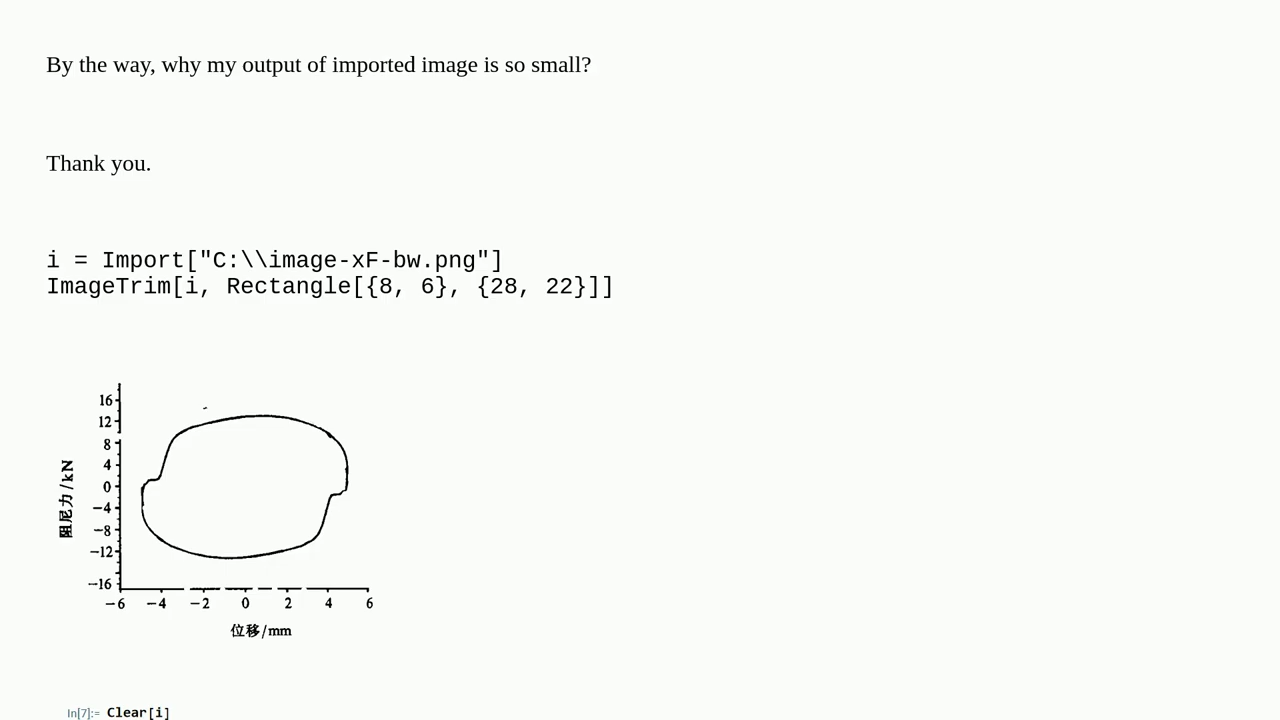 By the way, why my output of imported image is so small?
Thank you.
i = Import["C:\\image-xF-bw.png"]
ImageTrim[i, Rectangle[{8, 6}, {28, 22}]]
16
12
8
4
0
−4
−8
−12
−16
阻尼力/kN
−6 −4 −2 0 2 4 6
位移/mm
In[7]:= Clear[i]